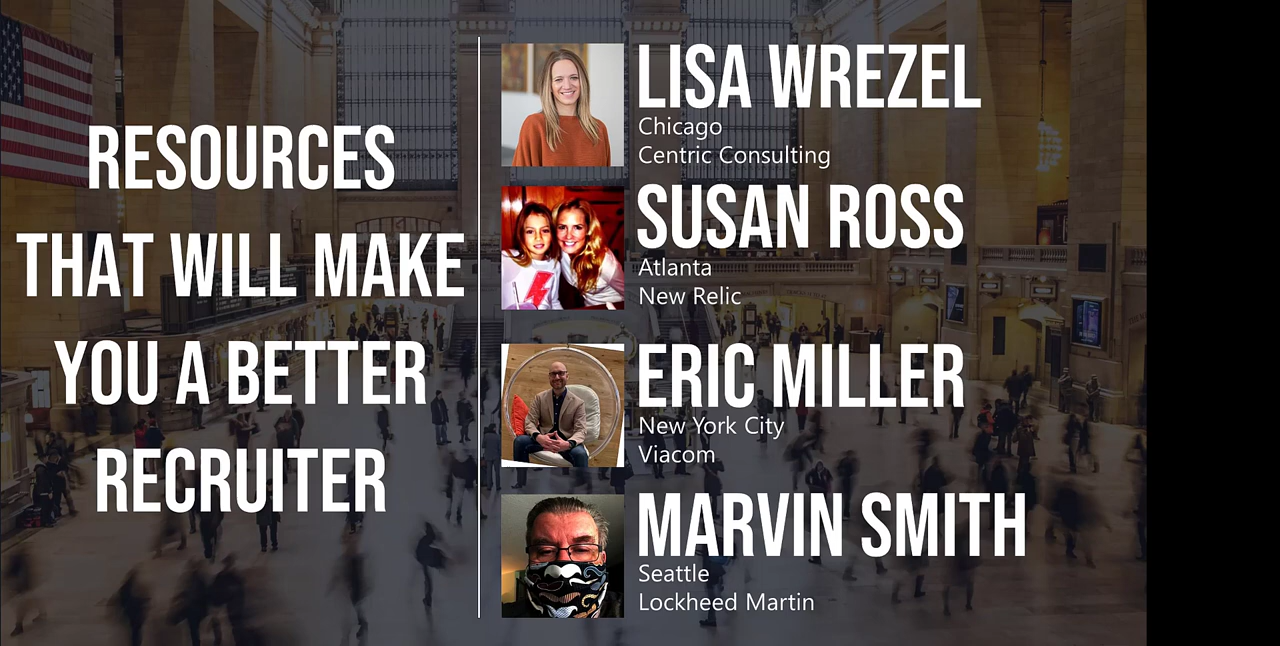 RESOURCES
THAT WILL MAKE
YOU A BETTER
RECRUITER
LISA WREZEL
Chicago
Centric Consulting
SUSAN ROSS
Atlanta
New Relic
ERIC MILLER
New York City
Viacom
MARVIN SMITH
Seattle
Lockheed Martin